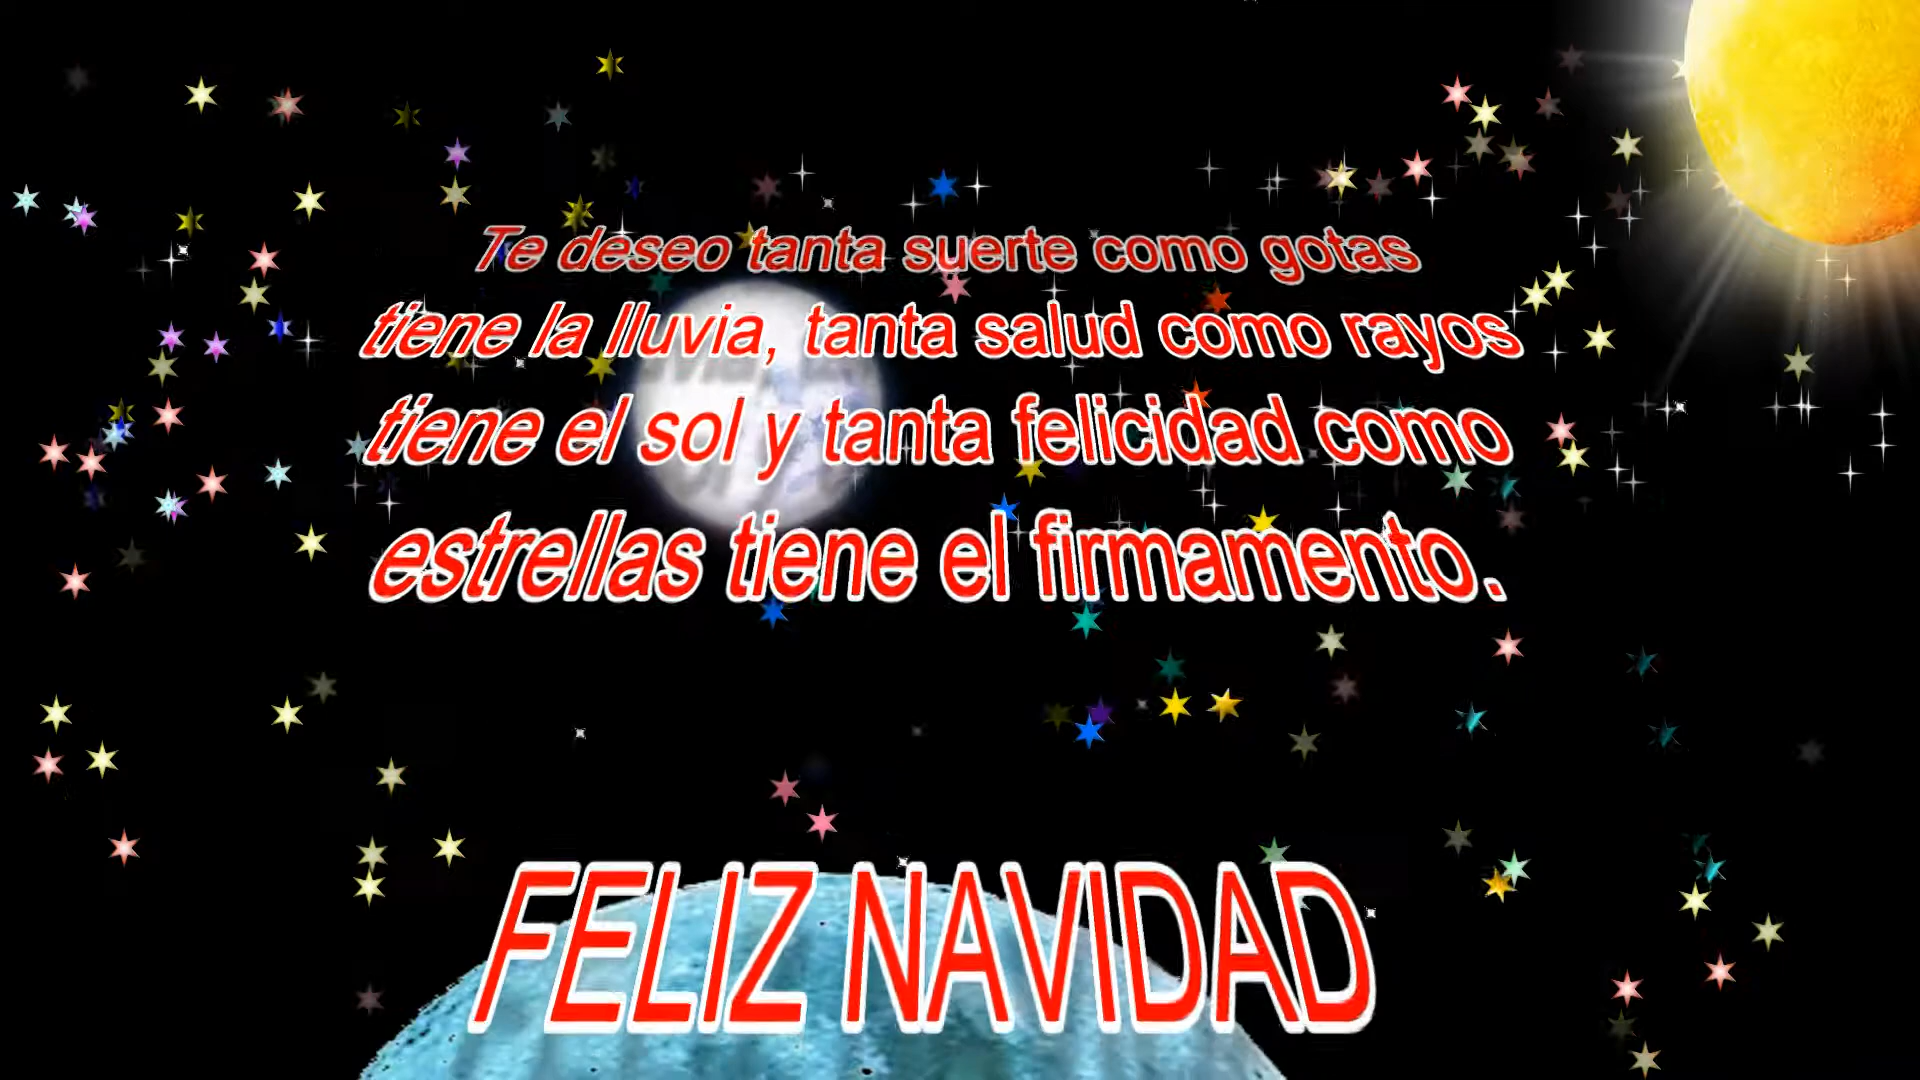 Te deseo tanta suerte como gotas
tiene la lluvia, tanta salud como rayos
tiene el sol y tanta felicidad como
estrellas tiene el firmamento.
FELIZ NAVIDAD